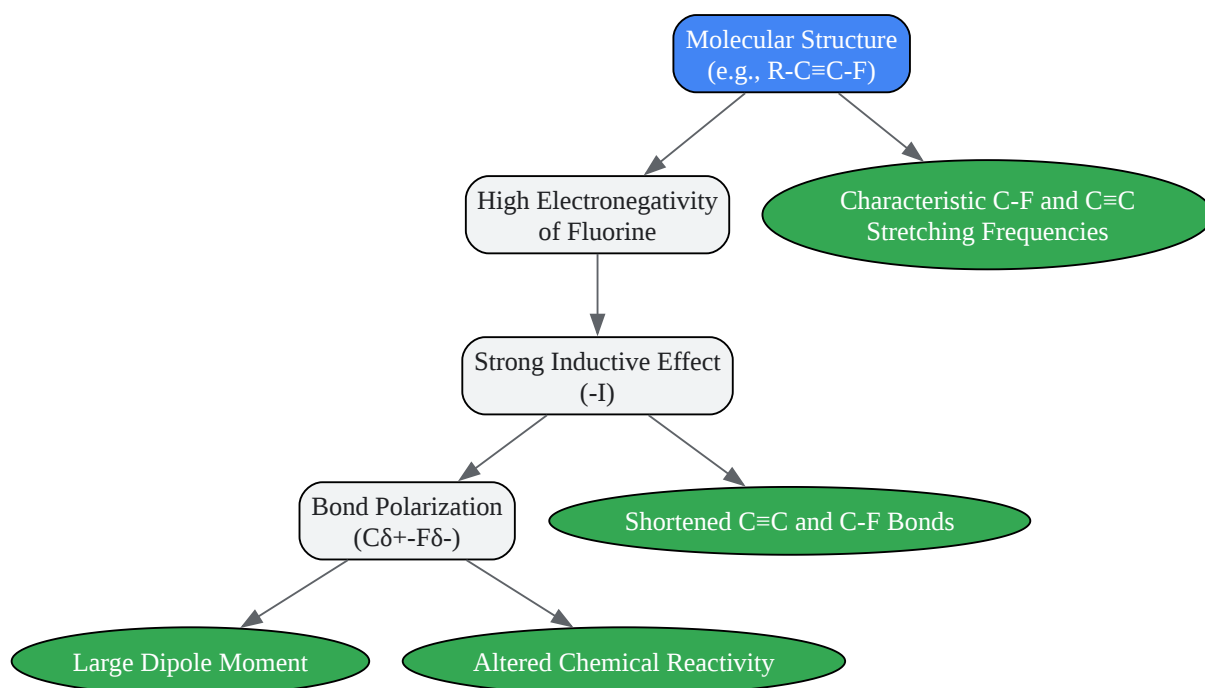 Molecular Structure
(e.g., R-C≡C-F)
High Electronegativity
of Fluorine
Characteristic C-F and C≡C
Stretching Frequencies
Strong Inductive Effect
(-I)
Bond Polarization
(Cδ+-Fδ-)
Shortened C≡C and C-F Bonds
Large Dipole Moment
Altered Chemical Reactivity